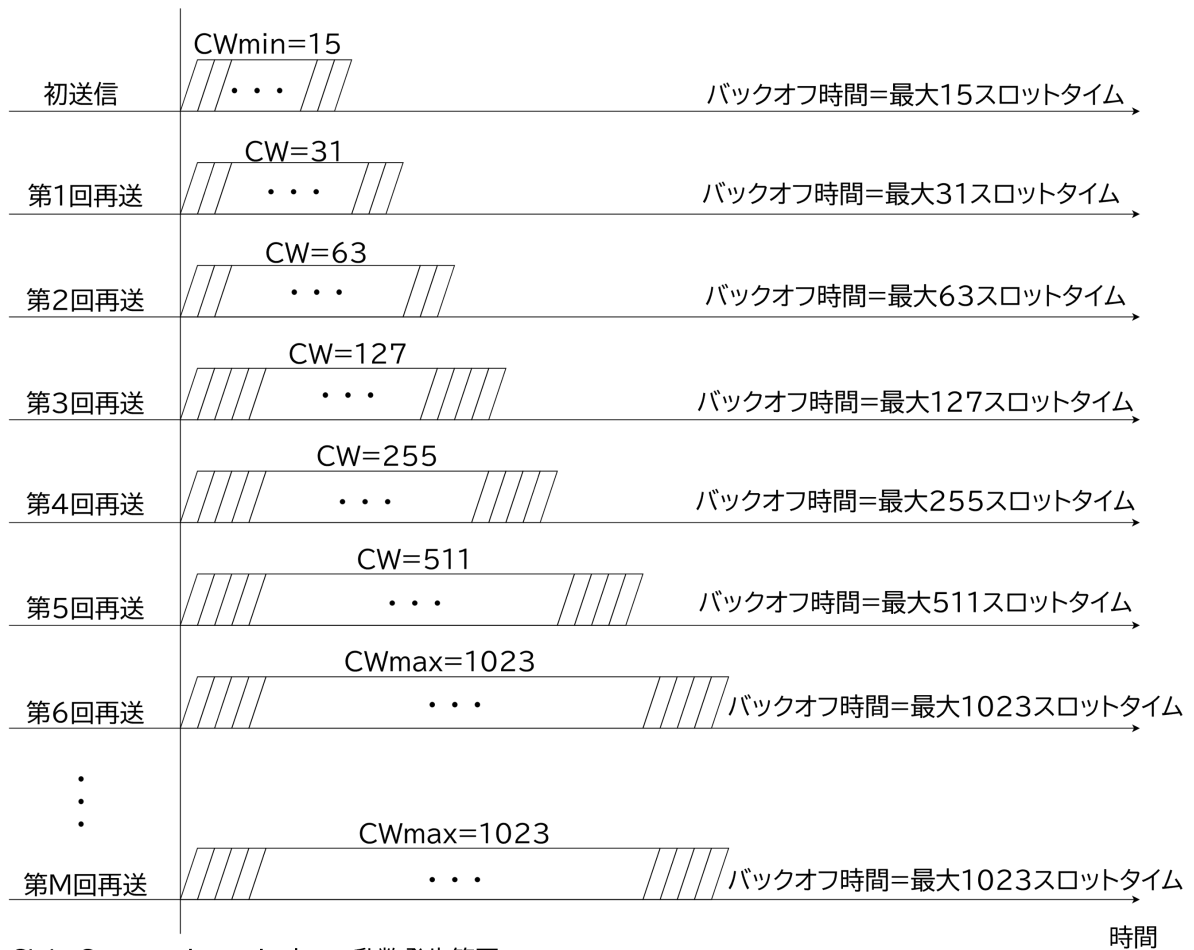 CWmin=15
初送信
バックオフ時間=最大15スロットタイム
CW=31
第1回再送
バックオフ時間=最大31スロットタイム
CW=63
第2回再送
バックオフ時間=最大63スロットタイム
CW=127
第3回再送
バックオフ時間=最大127スロットタイム
CW=255
第4回再送
バックオフ時間=最大255スロットタイム
CW=511
第5回再送
バックオフ時間=最大511スロットタイム
CWmax=1023
第6回再送
バックオフ時間=最大1023スロットタイム
CWmax=1023
第M回再送
バックオフ時間=最大1023スロットタイム
時間